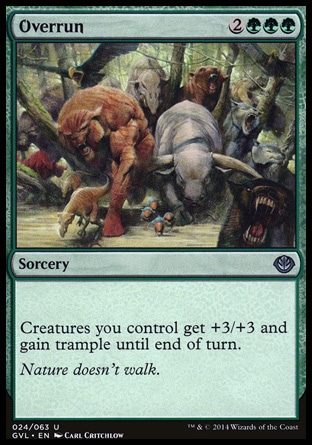 Overrun 2
Sorcery
Creatures you control get +3/+3 and
gain trample until end of turn.
Nature doesn't walk.
024/063 U
GVL • EN Carl Critchlow ™ & © 2014 Wizards of the Coast